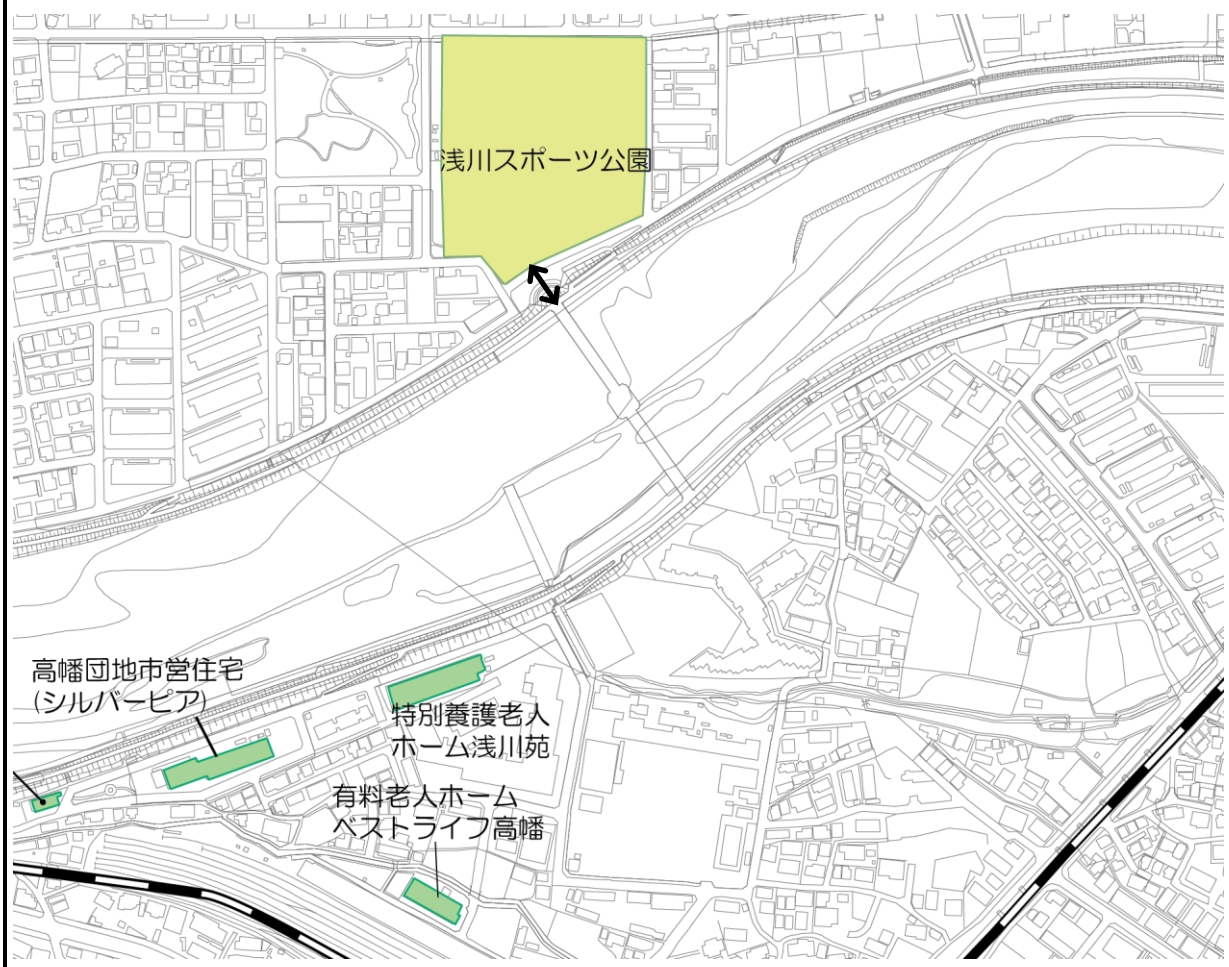 浅川スポーツ公園
高幡団地市営住宅
(シルバーピア)
特別養護老人
ホーム浅川苑
有料老人ホーム
ベストライフ高幡